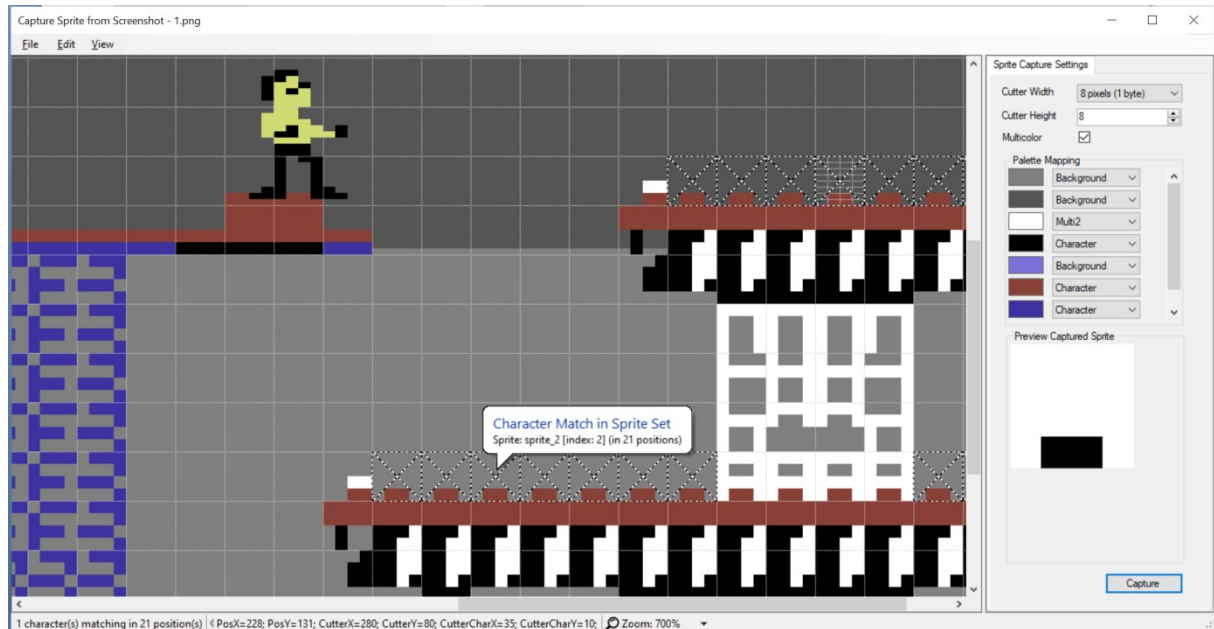 Capture Sprite from Screenshot - 1.png
File Edit View
Sprite Capture Settings
Cutter Width 8 pixels (1 byte)
Cutter Height 8
Multicolor
Palette Mapping
Background
Background
Multi2
Character
Background
Character
Character
Preview Captured Sprite
Character Match in Sprite Set
Sprite: sprite_2 [index: 2] (in 21 positions)
Capture
1 character(s) matching in 21 position(s) PosX=228; PosY=131; CutterX=280; CutterY=80; CutterCharX=35; CutterCharY=10; Zoom: 700%